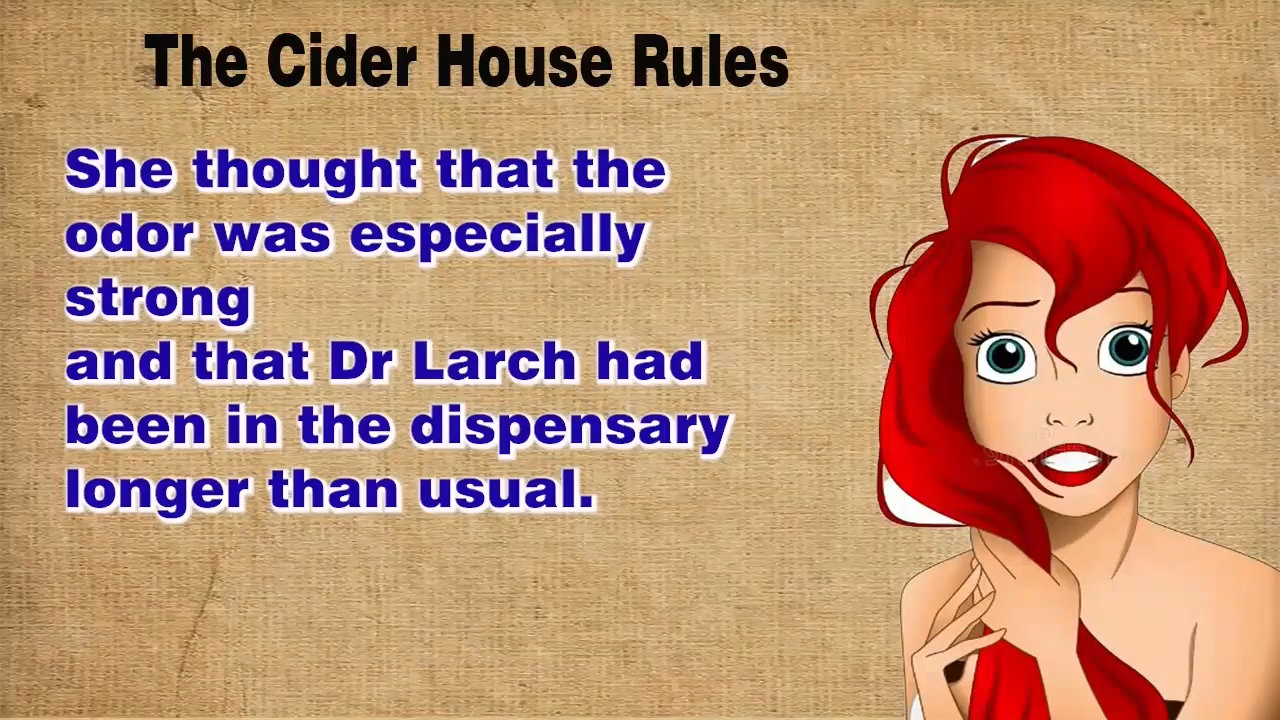 The Cider House Rules
She thought that the
odor was especially
strong
and that Dr Larch had
been in the dispensary
longer than usual.